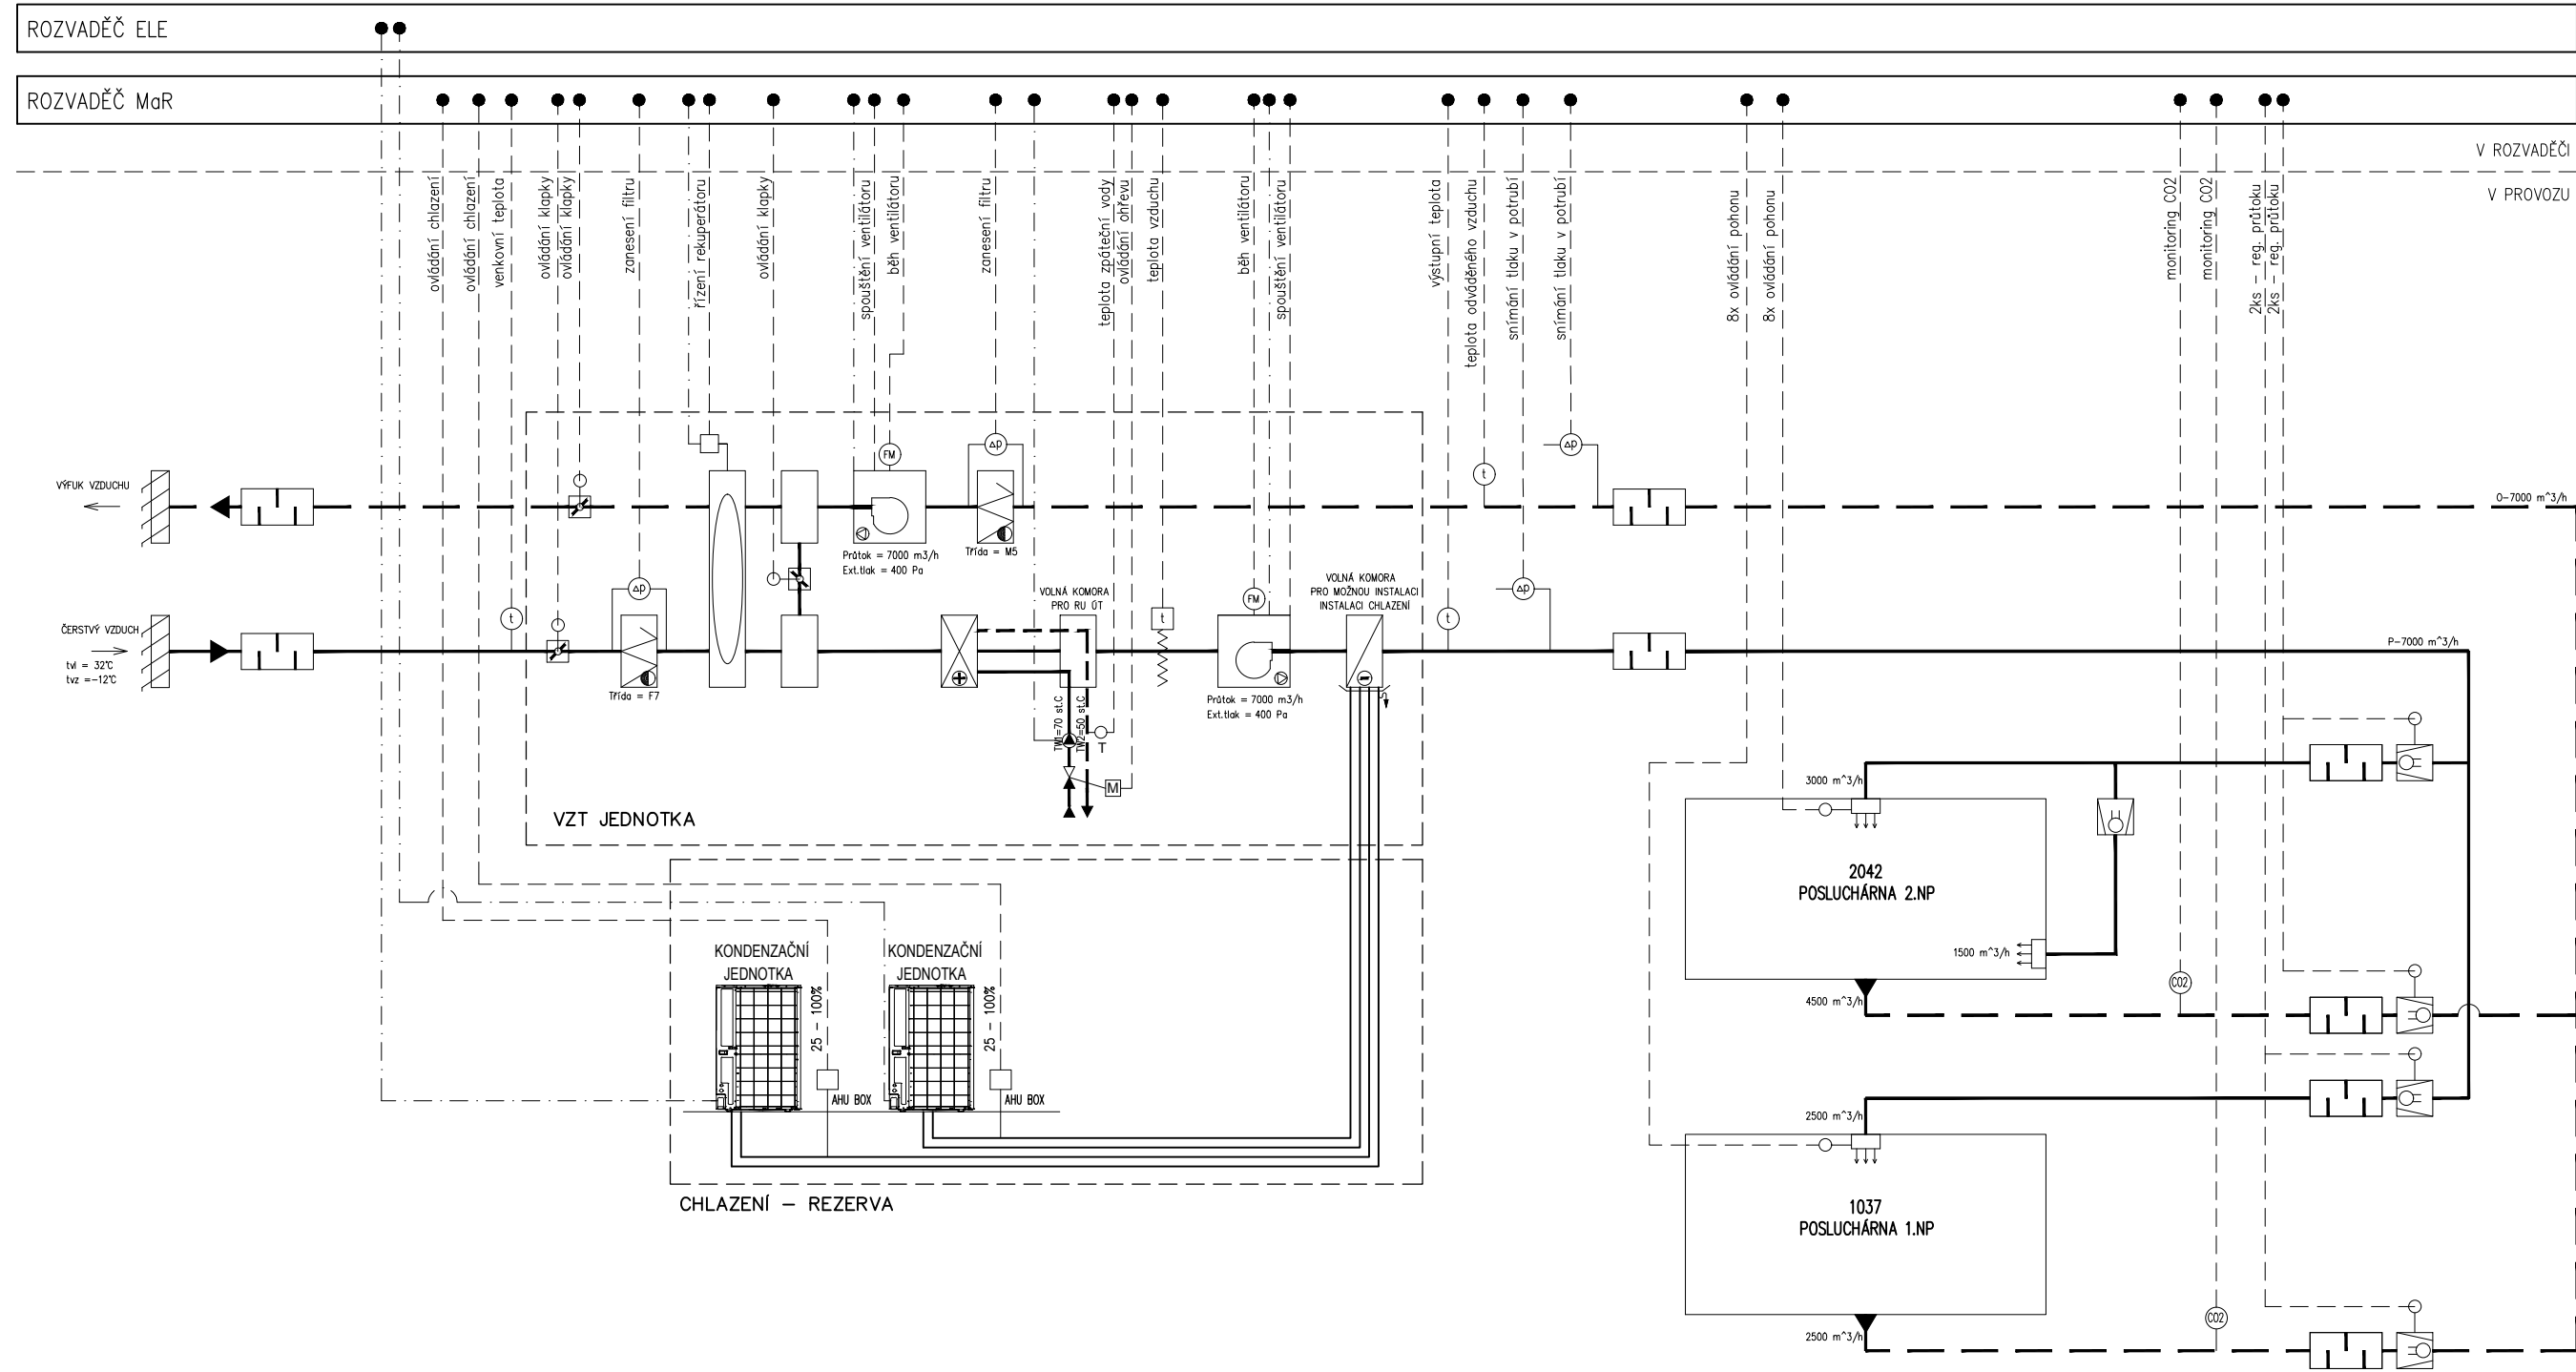 ROZVADĚČ ELE
ROZVADĚČ MaR
V ROZVADĚČI
V PROVOZU
ovládání chlazení
ovládání chlazení
venkovní teplota
ovládání klapky
ovládání klapky
zanesení filtru
řízení rekuperátoru
ovládání klapky
spouštění ventilátoru
běh ventilátoru
zanesení filtru
teplota zpáteční vody
ovládání ohřevu
teplota vzduchu
běh ventilátoru
spouštění ventilátoru
výstupní teplota
teplota odváděného vzduchu
snímání tlaku v potrubí
snímání tlaku v potrubí
8x ovládání pohonu
8x ovládání pohonu
monitoring CO2
monitoring CO2
2ks - reg. průtoku
2ks - reg. průtoku
VÝFUK VZDUCHU
FM
Δp
t
Δp
O-7000 m^3/h
Průtok = 7000 m3/h
Ext.tlak = 400 Pa
Třída = M5
ČERSTVÝ VZDUCH
tvl = 32°C
tvz =-12°C
t
Δp
Třída = F7
VOLNÁ KOMORA
PRO RU ÚT
t
FM
VOLNÁ KOMORA
PRO MOŽNOU INSTALACI
INSTALACI CHLAZENÍ
t
Δp
P-7000 m^3/h
Průtok = 7000 m3/h
Ext.tlak = 400 Pa
TW1=70 st.C
TW2=50 st.C
T
M
VZT JEDNOTKA
3000 m^3/h
2042
POSLUCHÁRNA 2.NP
1500 m^3/h
4500 m^3/h
CO2
KONDENZAČNÍ
JEDNOTKA
25 - 100%
AHU BOX
KONDENZAČNÍ
JEDNOTKA
25 - 100%
AHU BOX
CHLAZENÍ – REZERVA
2500 m^3/h
1037
POSLUCHÁRNA 1.NP
2500 m^3/h
CO2